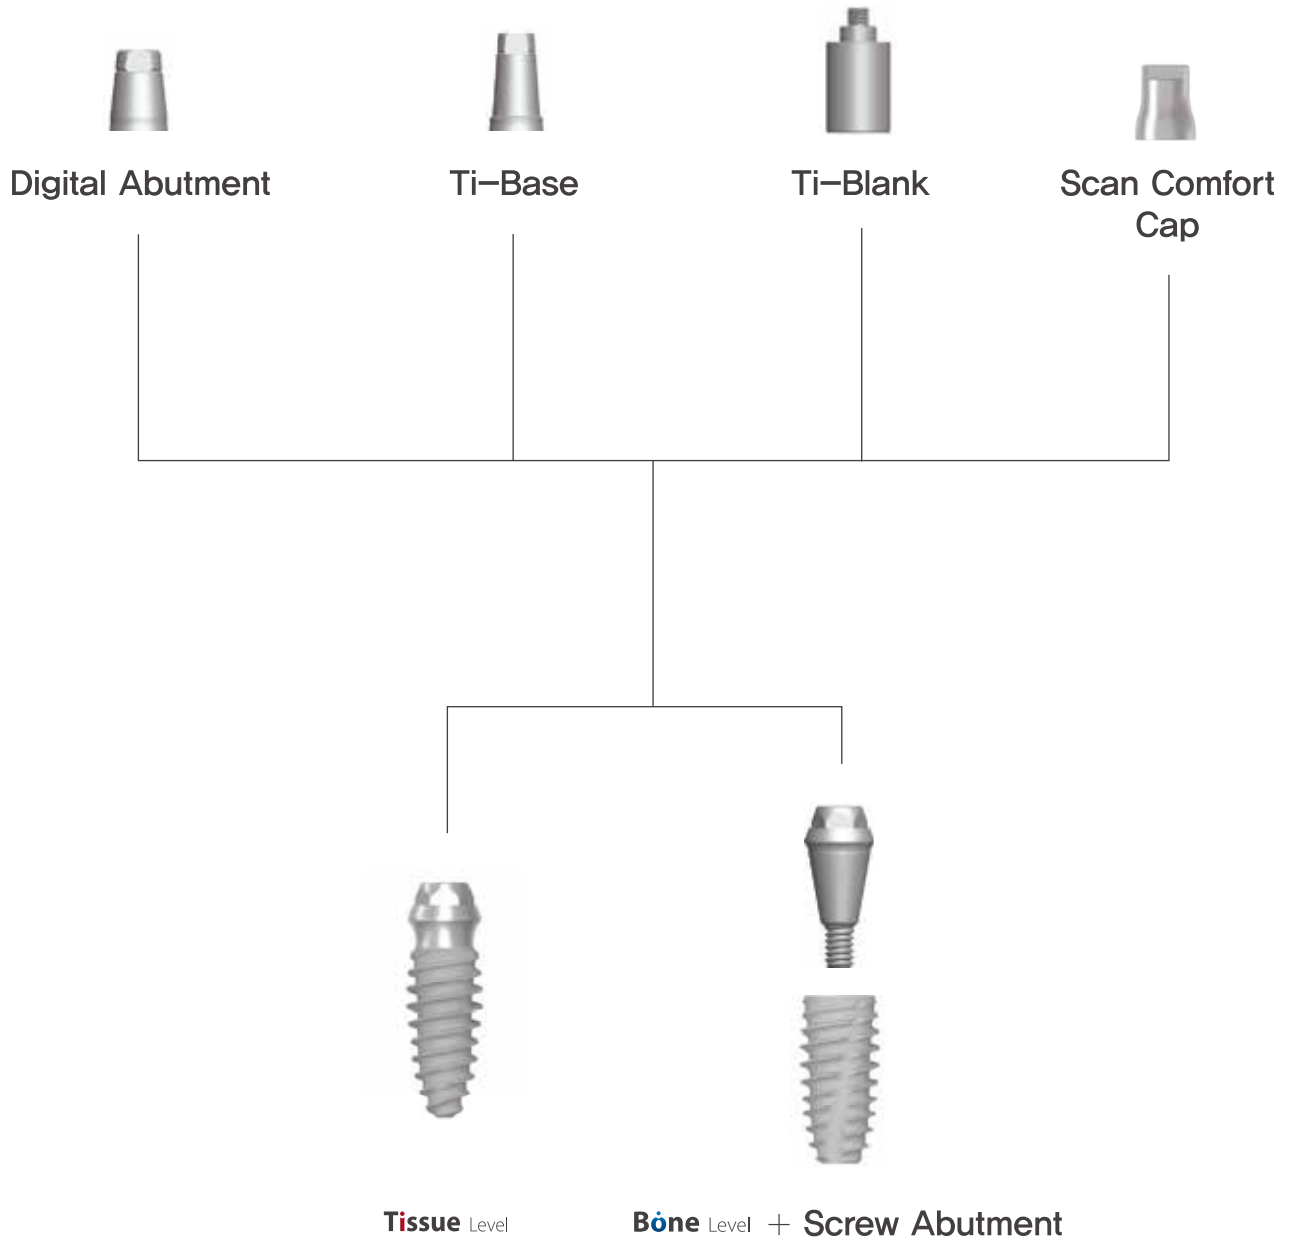 Digital Abutment
Ti-Base
Ti-Blank
Scan Comfort
Cap
Tissue Level
Bone Level + Screw Abutment